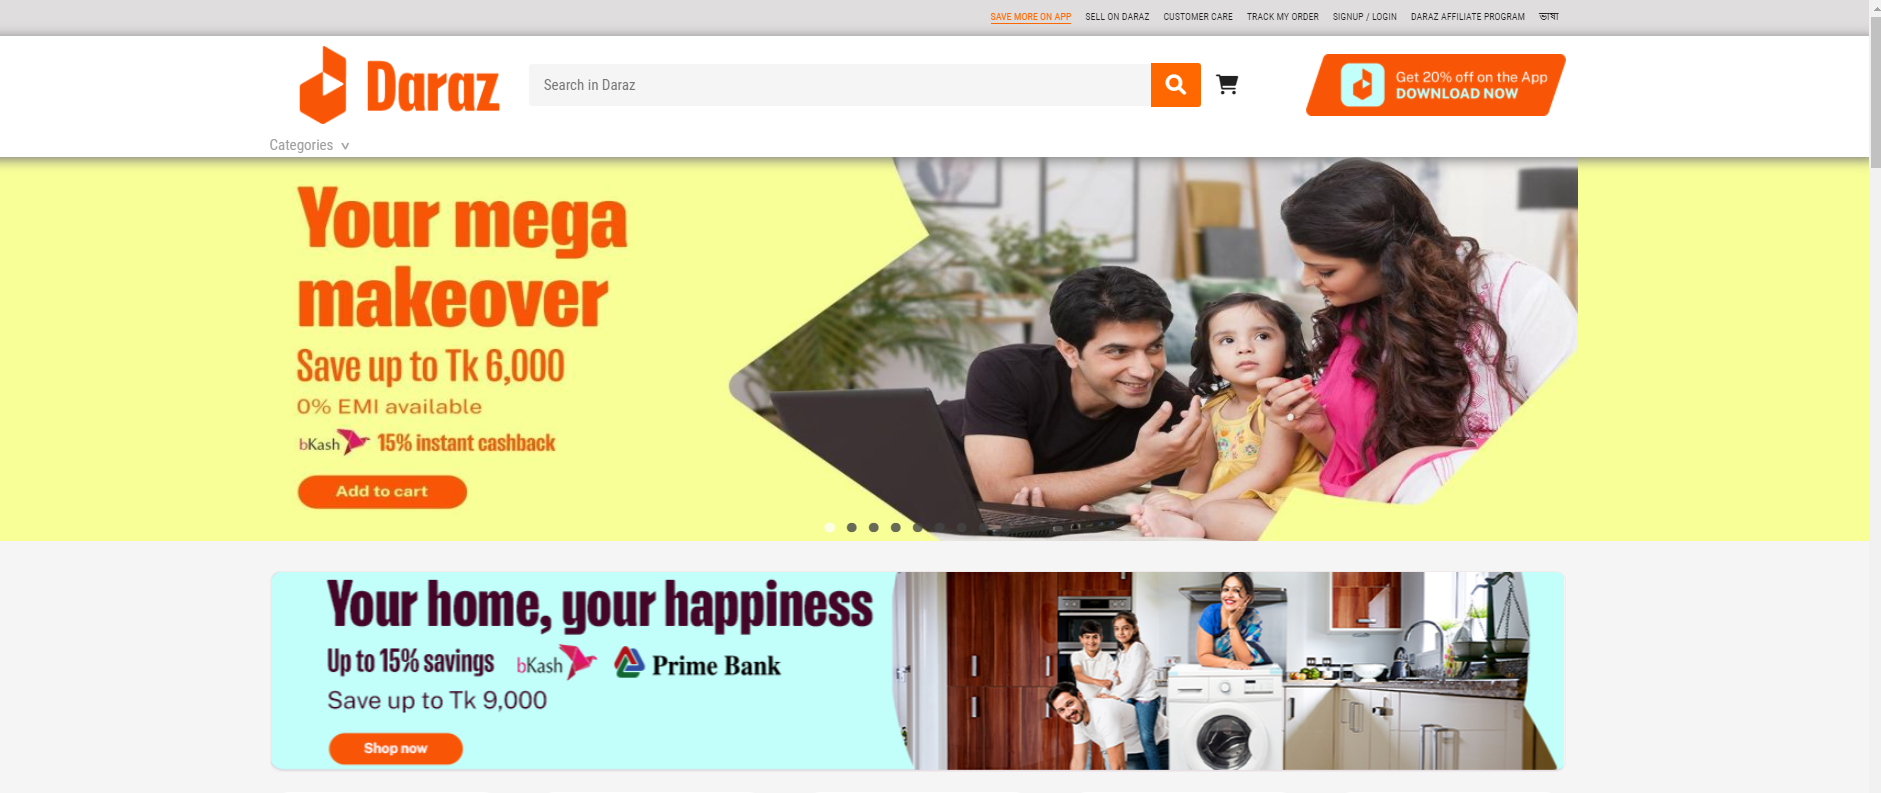 SAVE MORE ON APP SELL ON DARAZ CUSTOMER CARE TRACK MY ORDER SIGNUP / LOGIN DARAZ AFFILIATE PROGRAM ভাষা
Daraz
Search in Daraz
Get 20% off on the App
DOWNLOAD NOW
Categories
Your mega
makeover
Save up to Tk 6,000
0% EMI available
bKash 15% instant cashback
Add to cart
Your home, your happiness
Up to 15% savings bKash Prime Bank
Save up to Tk 9,000
Shop now